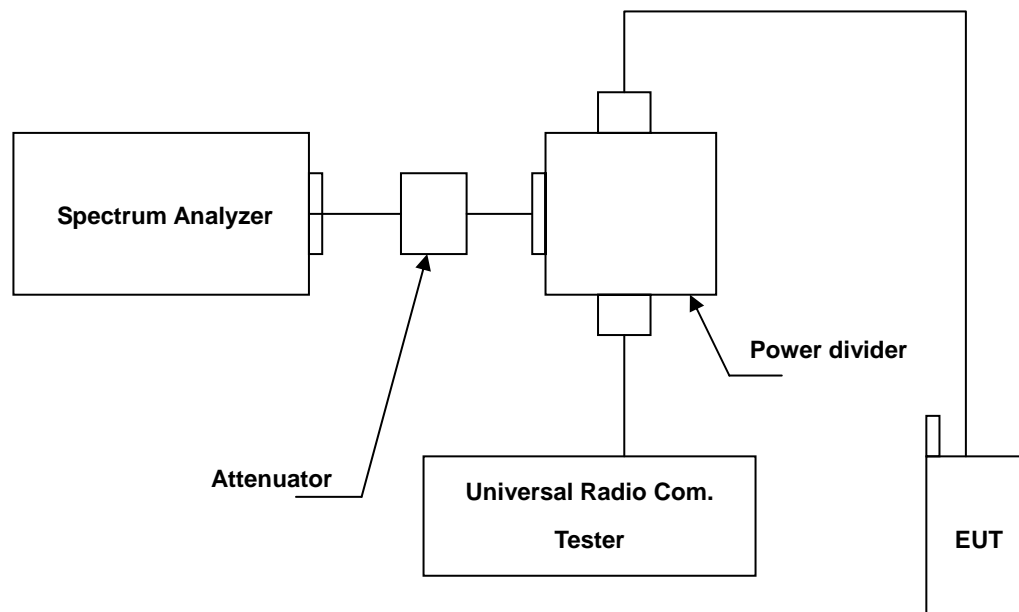 Spectrum Analyzer
Power divider
Attenuator
Universal Radio Com.
Tester
EUT